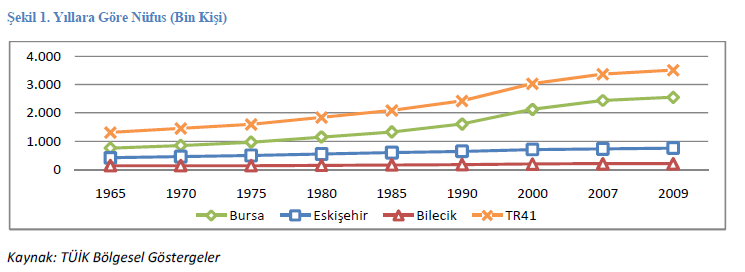 Şekil 1. Yıllara Göre Nüfus (Bin Kişi)
4.000
3.000
2.000
1.000
0
1965 1970 1975 1980 1985 1990 2000 2007 2009
Bursa Eskişehir Bilecik TR41
Kaynak: TÜİK Bölgesel Göstergeler